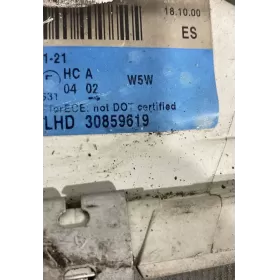 18.10.00
ES
1-21
HC A
W5W
04 02
forECE, not DOT certified
LHD 30859619